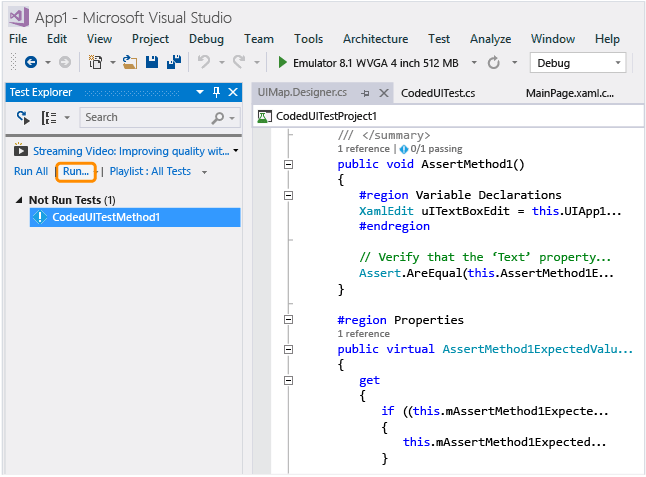 App1 - Microsoft Visual Studio
File Edit View Project Debug Team Tools Architecture Test Analyze Window Help
Emulator 8.1 WVGA 4 inch 512 MB Debug
Test Explorer
Search
Streaming Video: Improving quality wit...
Run All Run... Playlist : All Tests
Not Run Tests (1)
CodedUITestMethod1
UIMap.Designer.cs CodedUITest.cs MainPage.xaml.c...
CodedUITestProject1
/// </summary>
1 reference | 0/1 passing
public void AssertMethod1()
{
#region Variable Declarations
XamlEdit uITextBoxEdit = this.UIApp1...
#endregion
// Verify that the ‘Text’ property...
Assert.AreEqual(this.AssertMethod1E...
}
#region Properties
1 reference
public virtual AssertMethod1ExpectedValu...
{
get
{
if ((this.mAssertMethod1Expecte...
{
this.mAssertMethod1Expected...
}